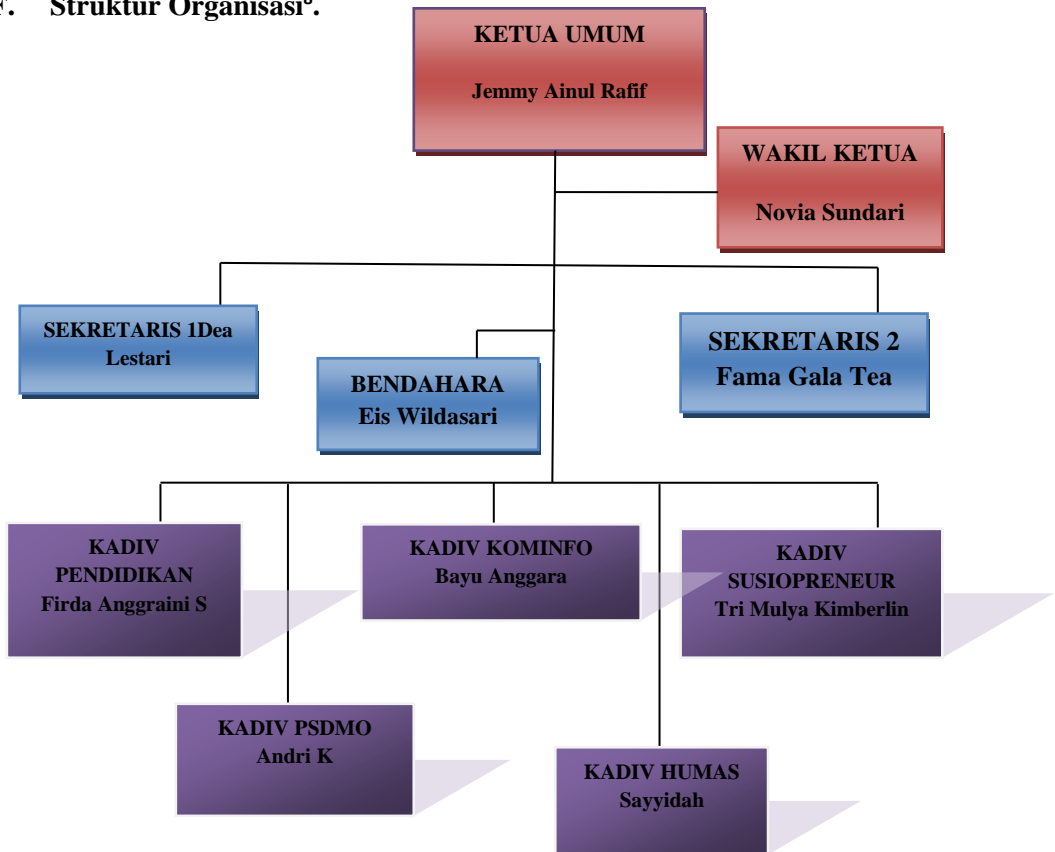 F. Struktur Organisasi⁸.
KETUA UMUM
Jemmy Ainul Rafif
WAKIL KETUA
Novia Sundari
SEKRETARIS 1Dea
Lestari
BENDAHARA
Eis Wildasari
SEKRETARIS 2
Fama Gala Tea
KADIV
PENDIDIKAN
Firda Anggraini S
KADIV KOMINFO
Bayu Anggara
KADIV
SUSIOPRENEUR
Tri Mulya Kimberlin
KADIV PSDMO
Andri K
KADIV HUMAS
Sayyidah